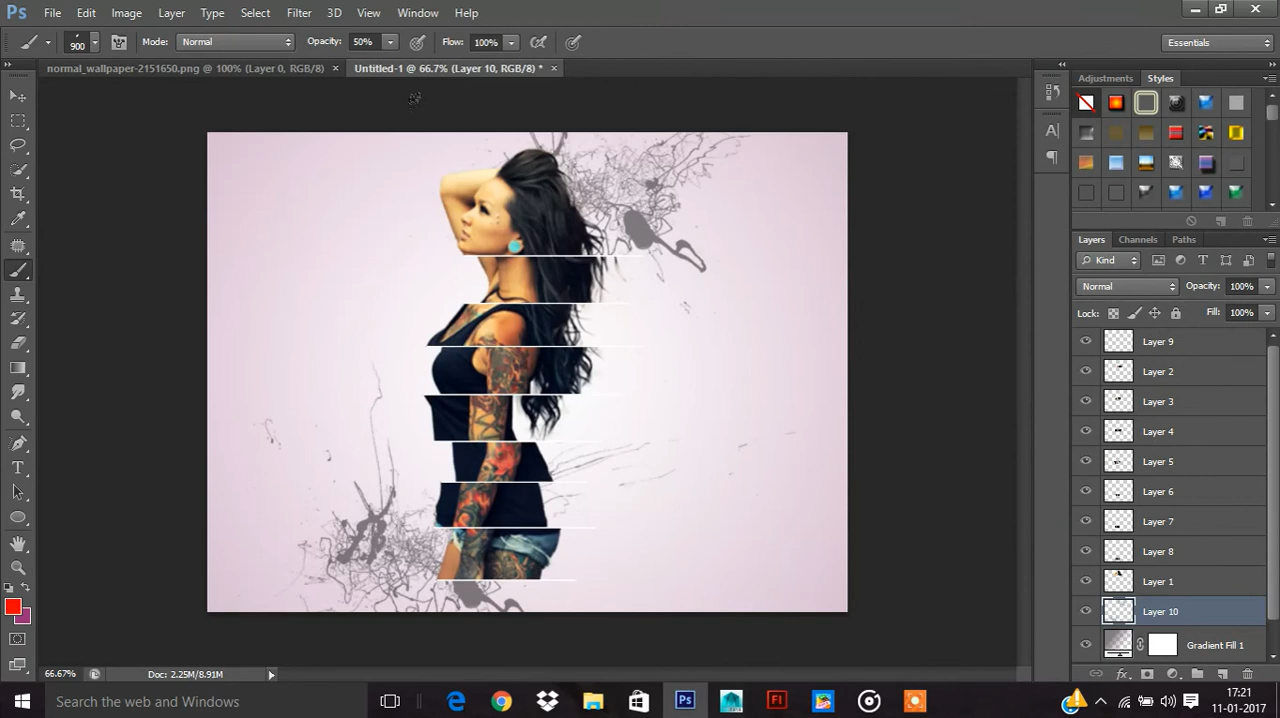 Ps File Edit Image Layer Type Select Filter 3D View Window Help
900 Mode: Normal Opacity: 50% Flow: 100% Essentials
normal_wallpaper-2151650.png @ 100% (Layer 0, RGB/8) × Untitled-1 @ 66.7% (Layer 10, RGB/8) * ×
Adjustments Styles
Layers Channels Paths
Kind
Normal Opacity: 100%
Lock: Fill: 100%
Layer 9
Layer 2
Layer 3
Layer 4
Layer 5
Layer 6
Layer 7
Layer 8
Layer 1
Layer 10
Gradient Fill 1
66.67% Doc: 2.25M/8.91M
Search the web and Windows
17:21
11-01-2017